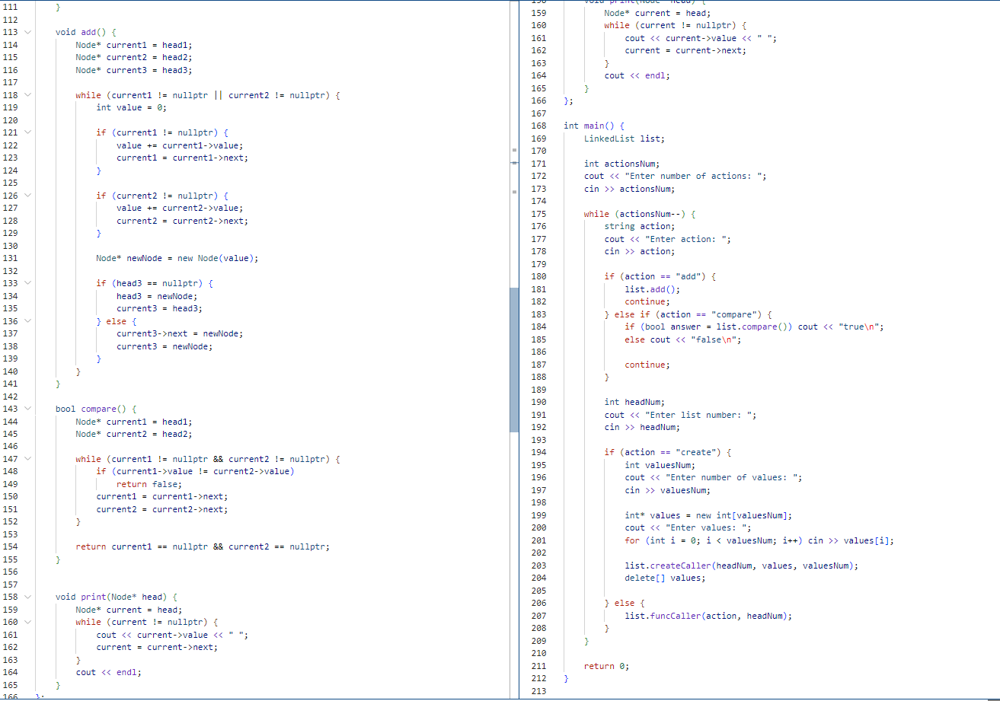 111 }
112
113 void add() {
114 Node* current1 = head1;
115 Node* current2 = head2;
116 Node* current3 = head3;
117
118 while (current1 != nullptr || current2 != nullptr) {
119 int value = 0;
120
121 if (current1 != nullptr) {
122 value += current1->value;
123 current1 = current1->next;
124 }
125
126 if (current2 != nullptr) {
127 value += current2->value;
128 current2 = current2->next;
129 }
130
131 Node* newNode = new Node(value);
132
133 if (head3 == nullptr) {
134 head3 = newNode;
135 current3 = head3;
136 } else {
137 current3->next = newNode;
138 current3 = newNode;
139 }
140 }
141 }
142
143 bool compare() {
144 Node* current1 = head1;
145 Node* current2 = head2;
146
147 while (current1 != nullptr && current2 != nullptr) {
148 if (current1->value != current2->value)
149 return false;
150 current1 = current1->next;
151 current2 = current2->next;
152 }
153
154 return current1 == nullptr && current2 == nullptr;
155 }
156
157
158 void print(Node* head) {
159 Node* current = head;
160 while (current != nullptr) {
161 cout << current->value << " ";
162 current = current->next;
163 }
164 cout << endl;
165 }
166 };
158 void print(Node* head) {
159 Node* current = head;
160 while (current != nullptr) {
161 cout << current->value << " ";
162 current = current->next;
163 }
164 cout << endl;
165 }
166 };
167
168 int main() {
169 LinkedList list;
170
171 int actionsNum;
172 cout << "Enter number of actions: ";
173 cin >> actionsNum;
174
175 while (actionsNum--) {
176 string action;
177 cout << "Enter action: ";
178 cin >> action;
179
180 if (action == "add") {
181 list.add();
182 continue;
183 } else if (action == "compare") {
184 if (bool answer = list.compare()) cout << "true\n";
185 else cout << "false\n";
186
187 continue;
188 }
189
190 int headNum;
191 cout << "Enter list number: ";
192 cin >> headNum;
193
194 if (action == "create") {
195 int valuesNum;
196 cout << "Enter number of values: ";
197 cin >> valuesNum;
198
199 int* values = new int[valuesNum];
200 cout << "Enter values: ";
201 for (int i = 0; i < valuesNum; i++) cin >> values[i];
202
203 list.createCaller(headNum, values, valuesNum);
204 delete[] values;
205
206 } else {
207 list.funcCaller(action, headNum);
208 }
209 }
210
211 return 0;
212 }
213